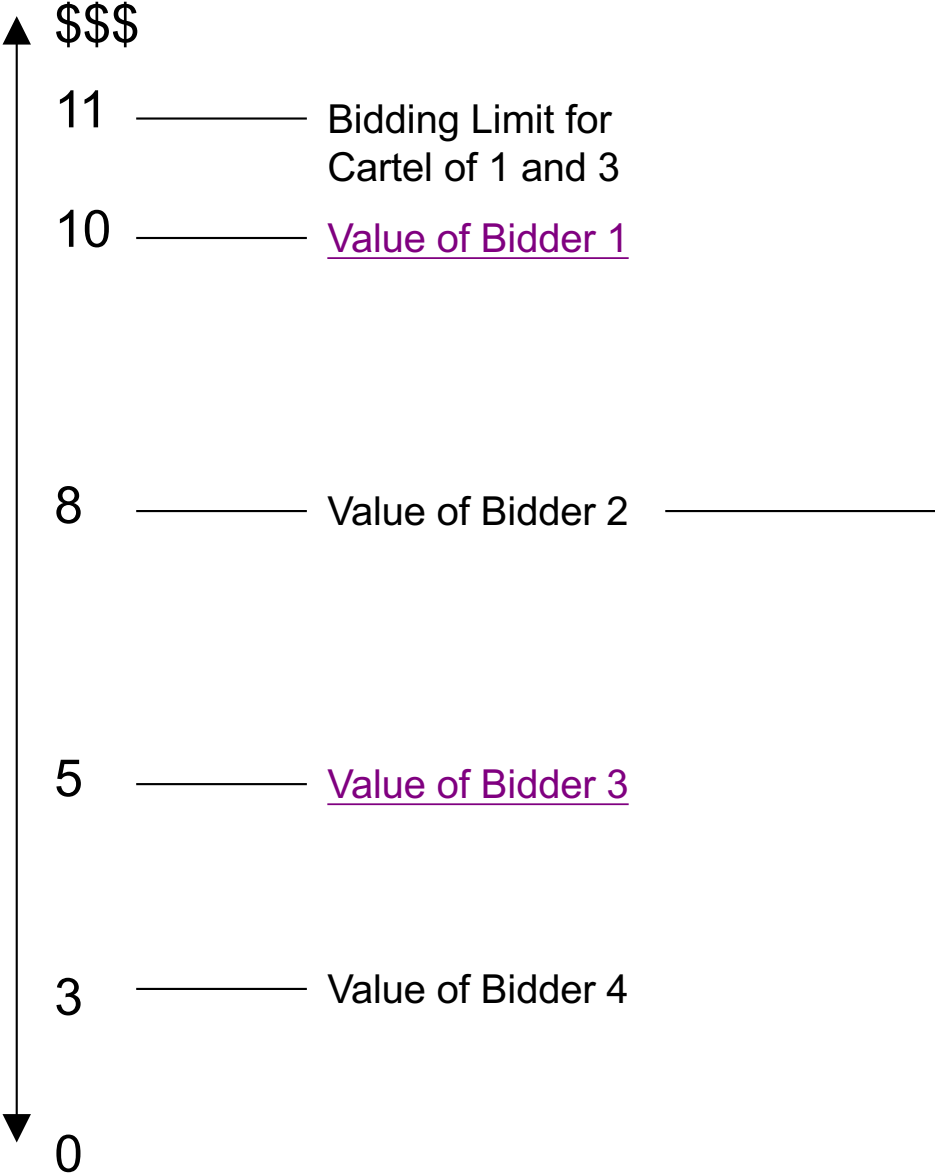 $$$
11
Bidding Limit for
Cartel of 1 and 3
10
Value of Bidder 1
8
Value of Bidder 2
5
Value of Bidder 3
3
Value of Bidder 4
0